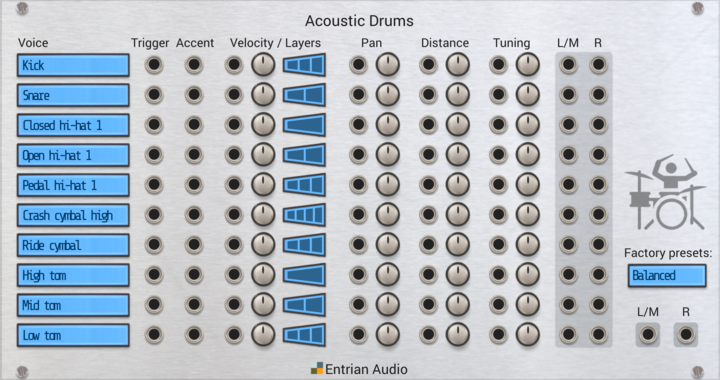 Acoustic Drums
Voice Trigger Accent Velocity / Layers Pan Distance Tuning L/M R
Kick
Snare
Closed hi-hat 1
Open hi-hat 1
Pedal hi-hat 1
Crash cymbal high
Ride cymbal
High tom
Mid tom
Low tom
Factory presets:
Balanced
L/M R
Entrian Audio